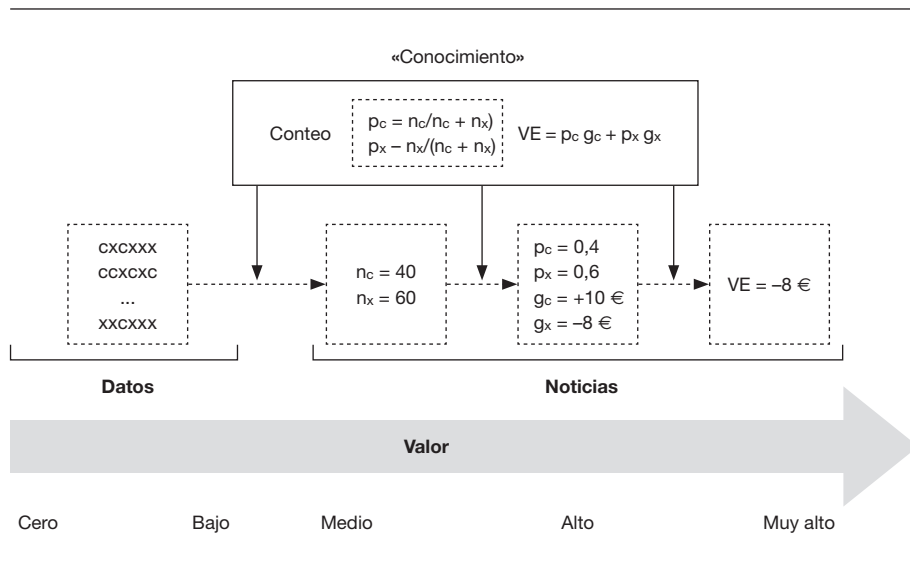 «Conocimiento»
Conteo
pc = nc/nc + nx)
px – nx/(nc + nx)
VE = pc gc + px gx
cxcxxx
ccxcxc
...
xxcxxx
nc = 40
nx = 60
pc = 0,4
px = 0,6
gc = +10 €
gx = –8 €
VE = –8 €
Datos
Noticias
Valor
Cero Bajo Medio Alto Muy alto